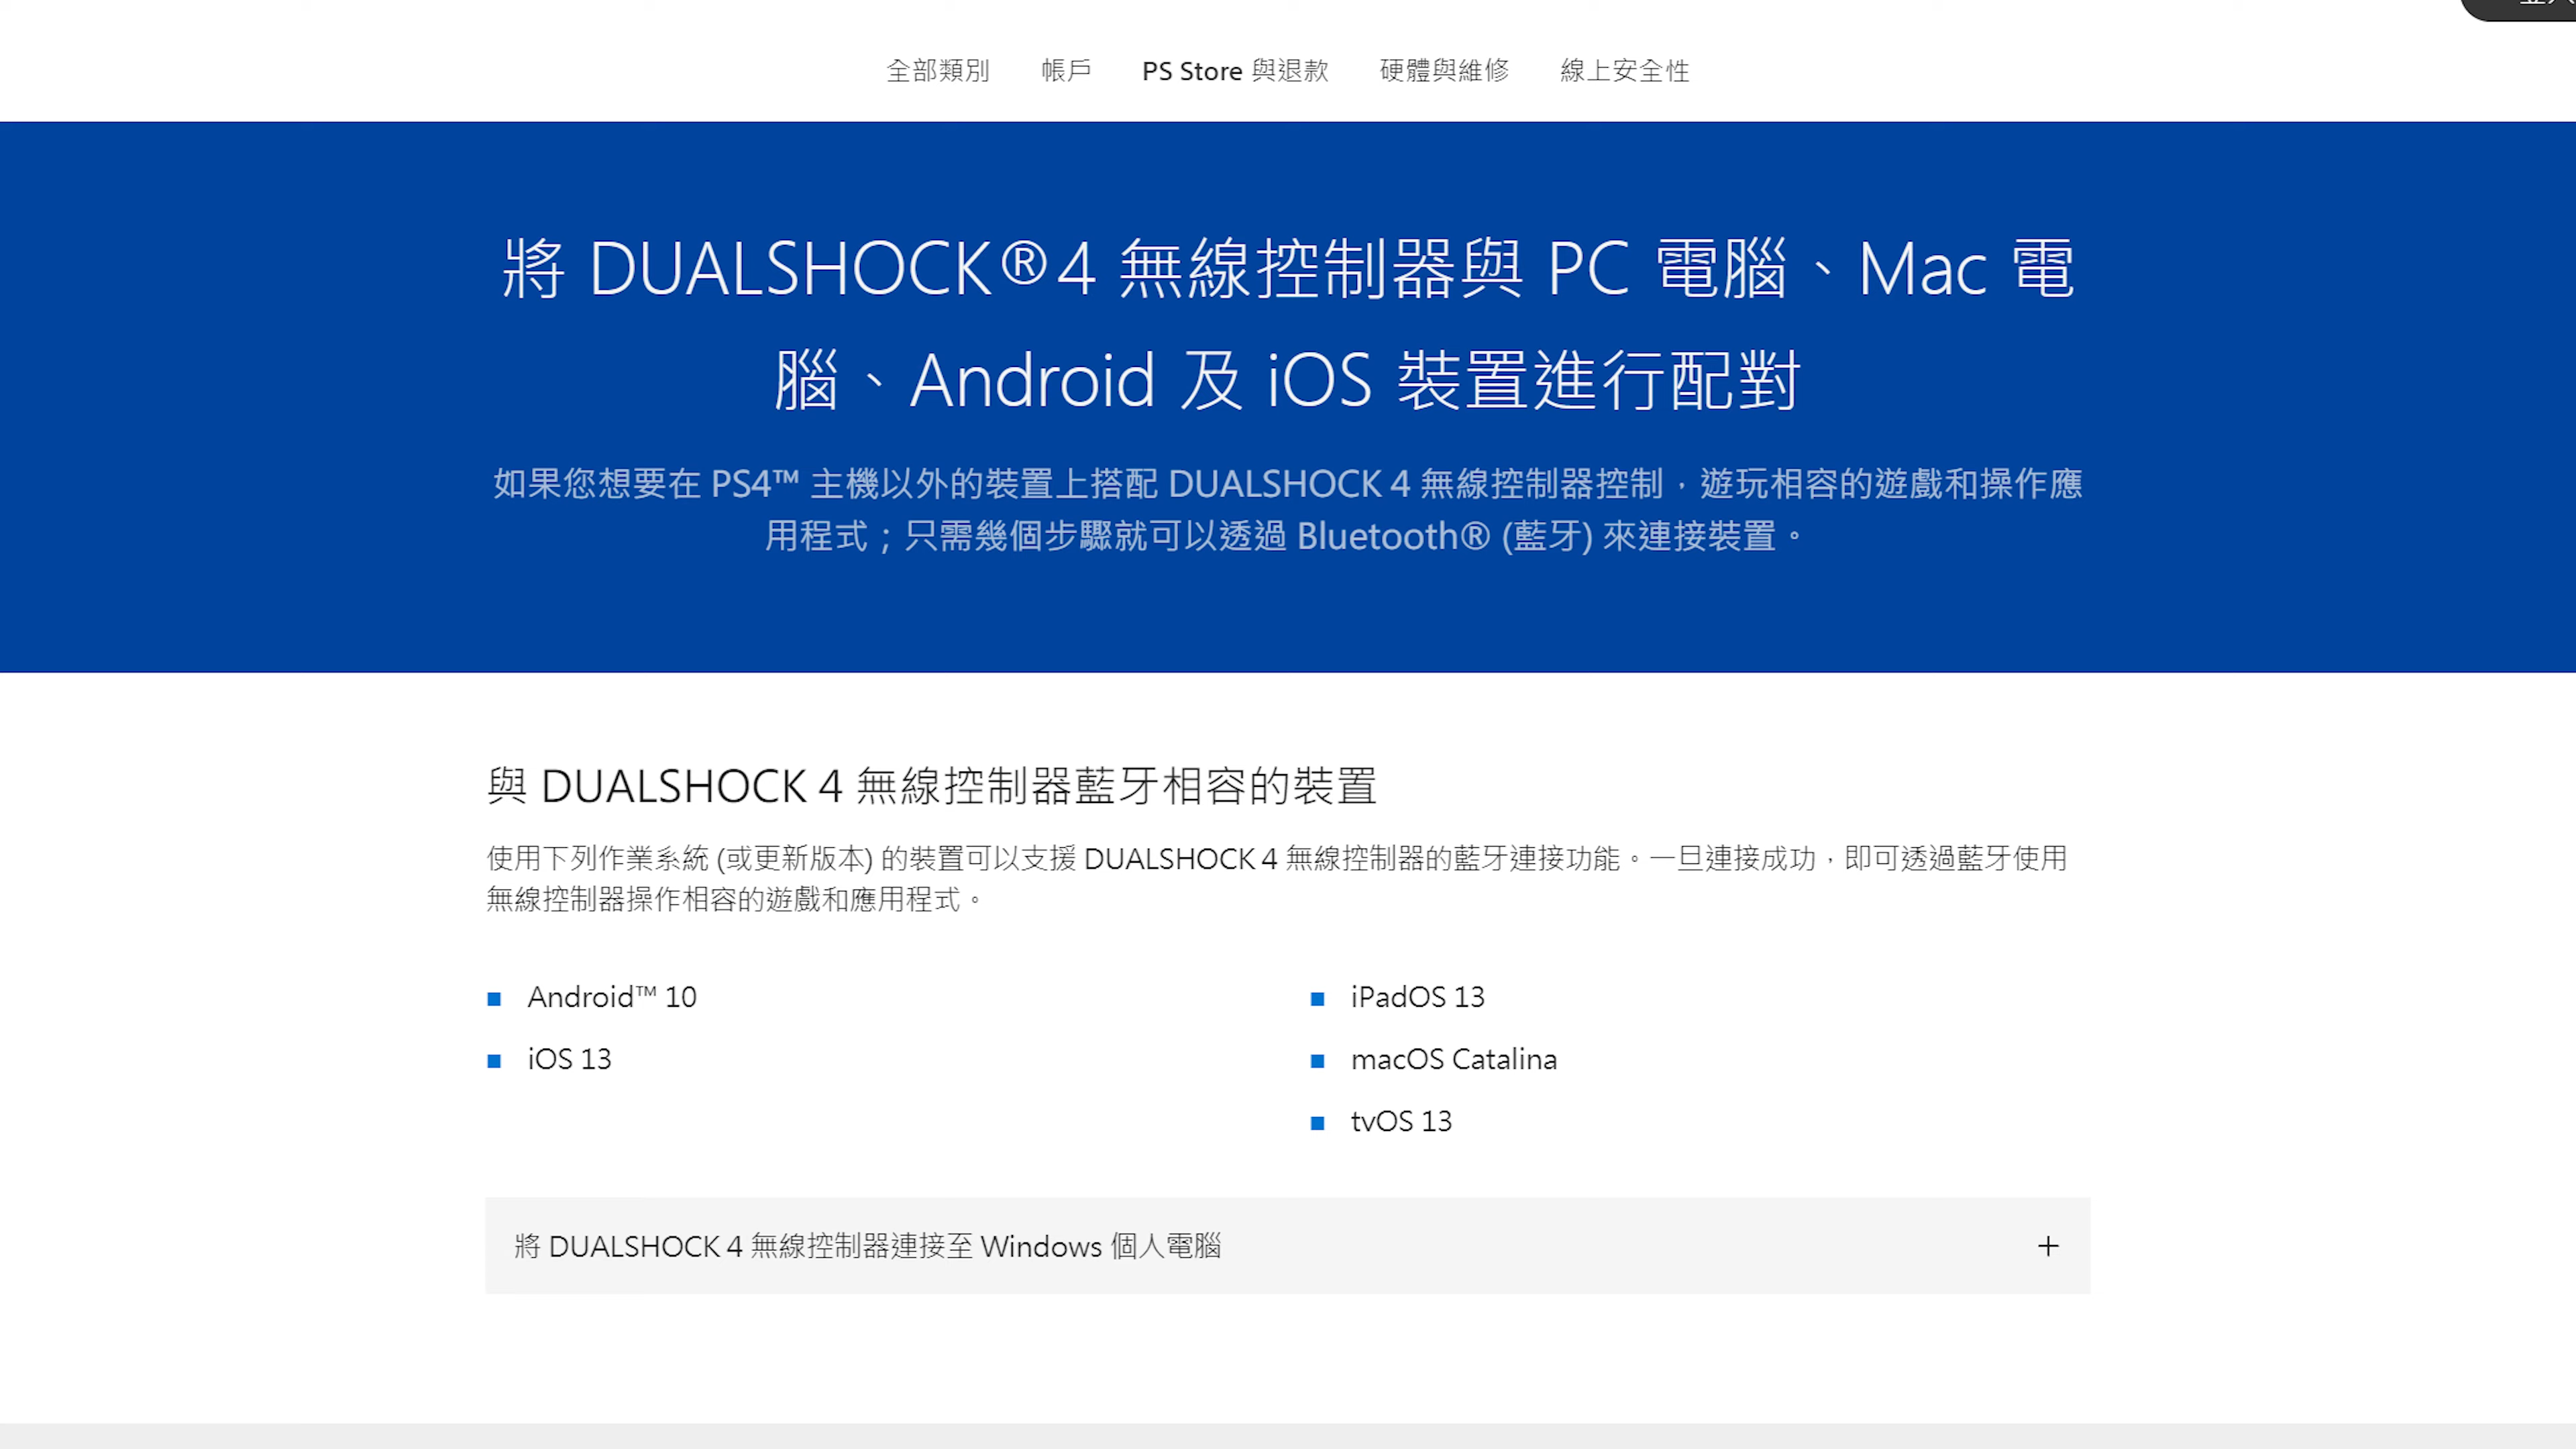 全部類別 帳戶 PS Store 與退款 硬體與維修 線上安全性
將 DUALSHOCK®4 無線控制器與 PC 電腦、Mac 電
腦、Android 及 iOS 裝置進行配對
如果您想要在 PS4™ 主機以外的裝置上搭配 DUALSHOCK 4 無線控制器控制，遊玩相容的遊戲和操作應
用程式；只需幾個步驟就可以透過 Bluetooth® (藍牙) 來連接裝置。
與 DUALSHOCK 4 無線控制器藍牙相容的裝置
使用下列作業系統 (或更新版本) 的裝置可以支援 DUALSHOCK 4 無線控制器的藍牙連接功能。一旦連接成功，即可透過藍牙使用
無線控制器操作相容的遊戲和應用程式。
Android™ 10
iOS 13
iPadOS 13
macOS Catalina
tvOS 13
將 DUALSHOCK 4 無線控制器連接至 Windows 個人電腦